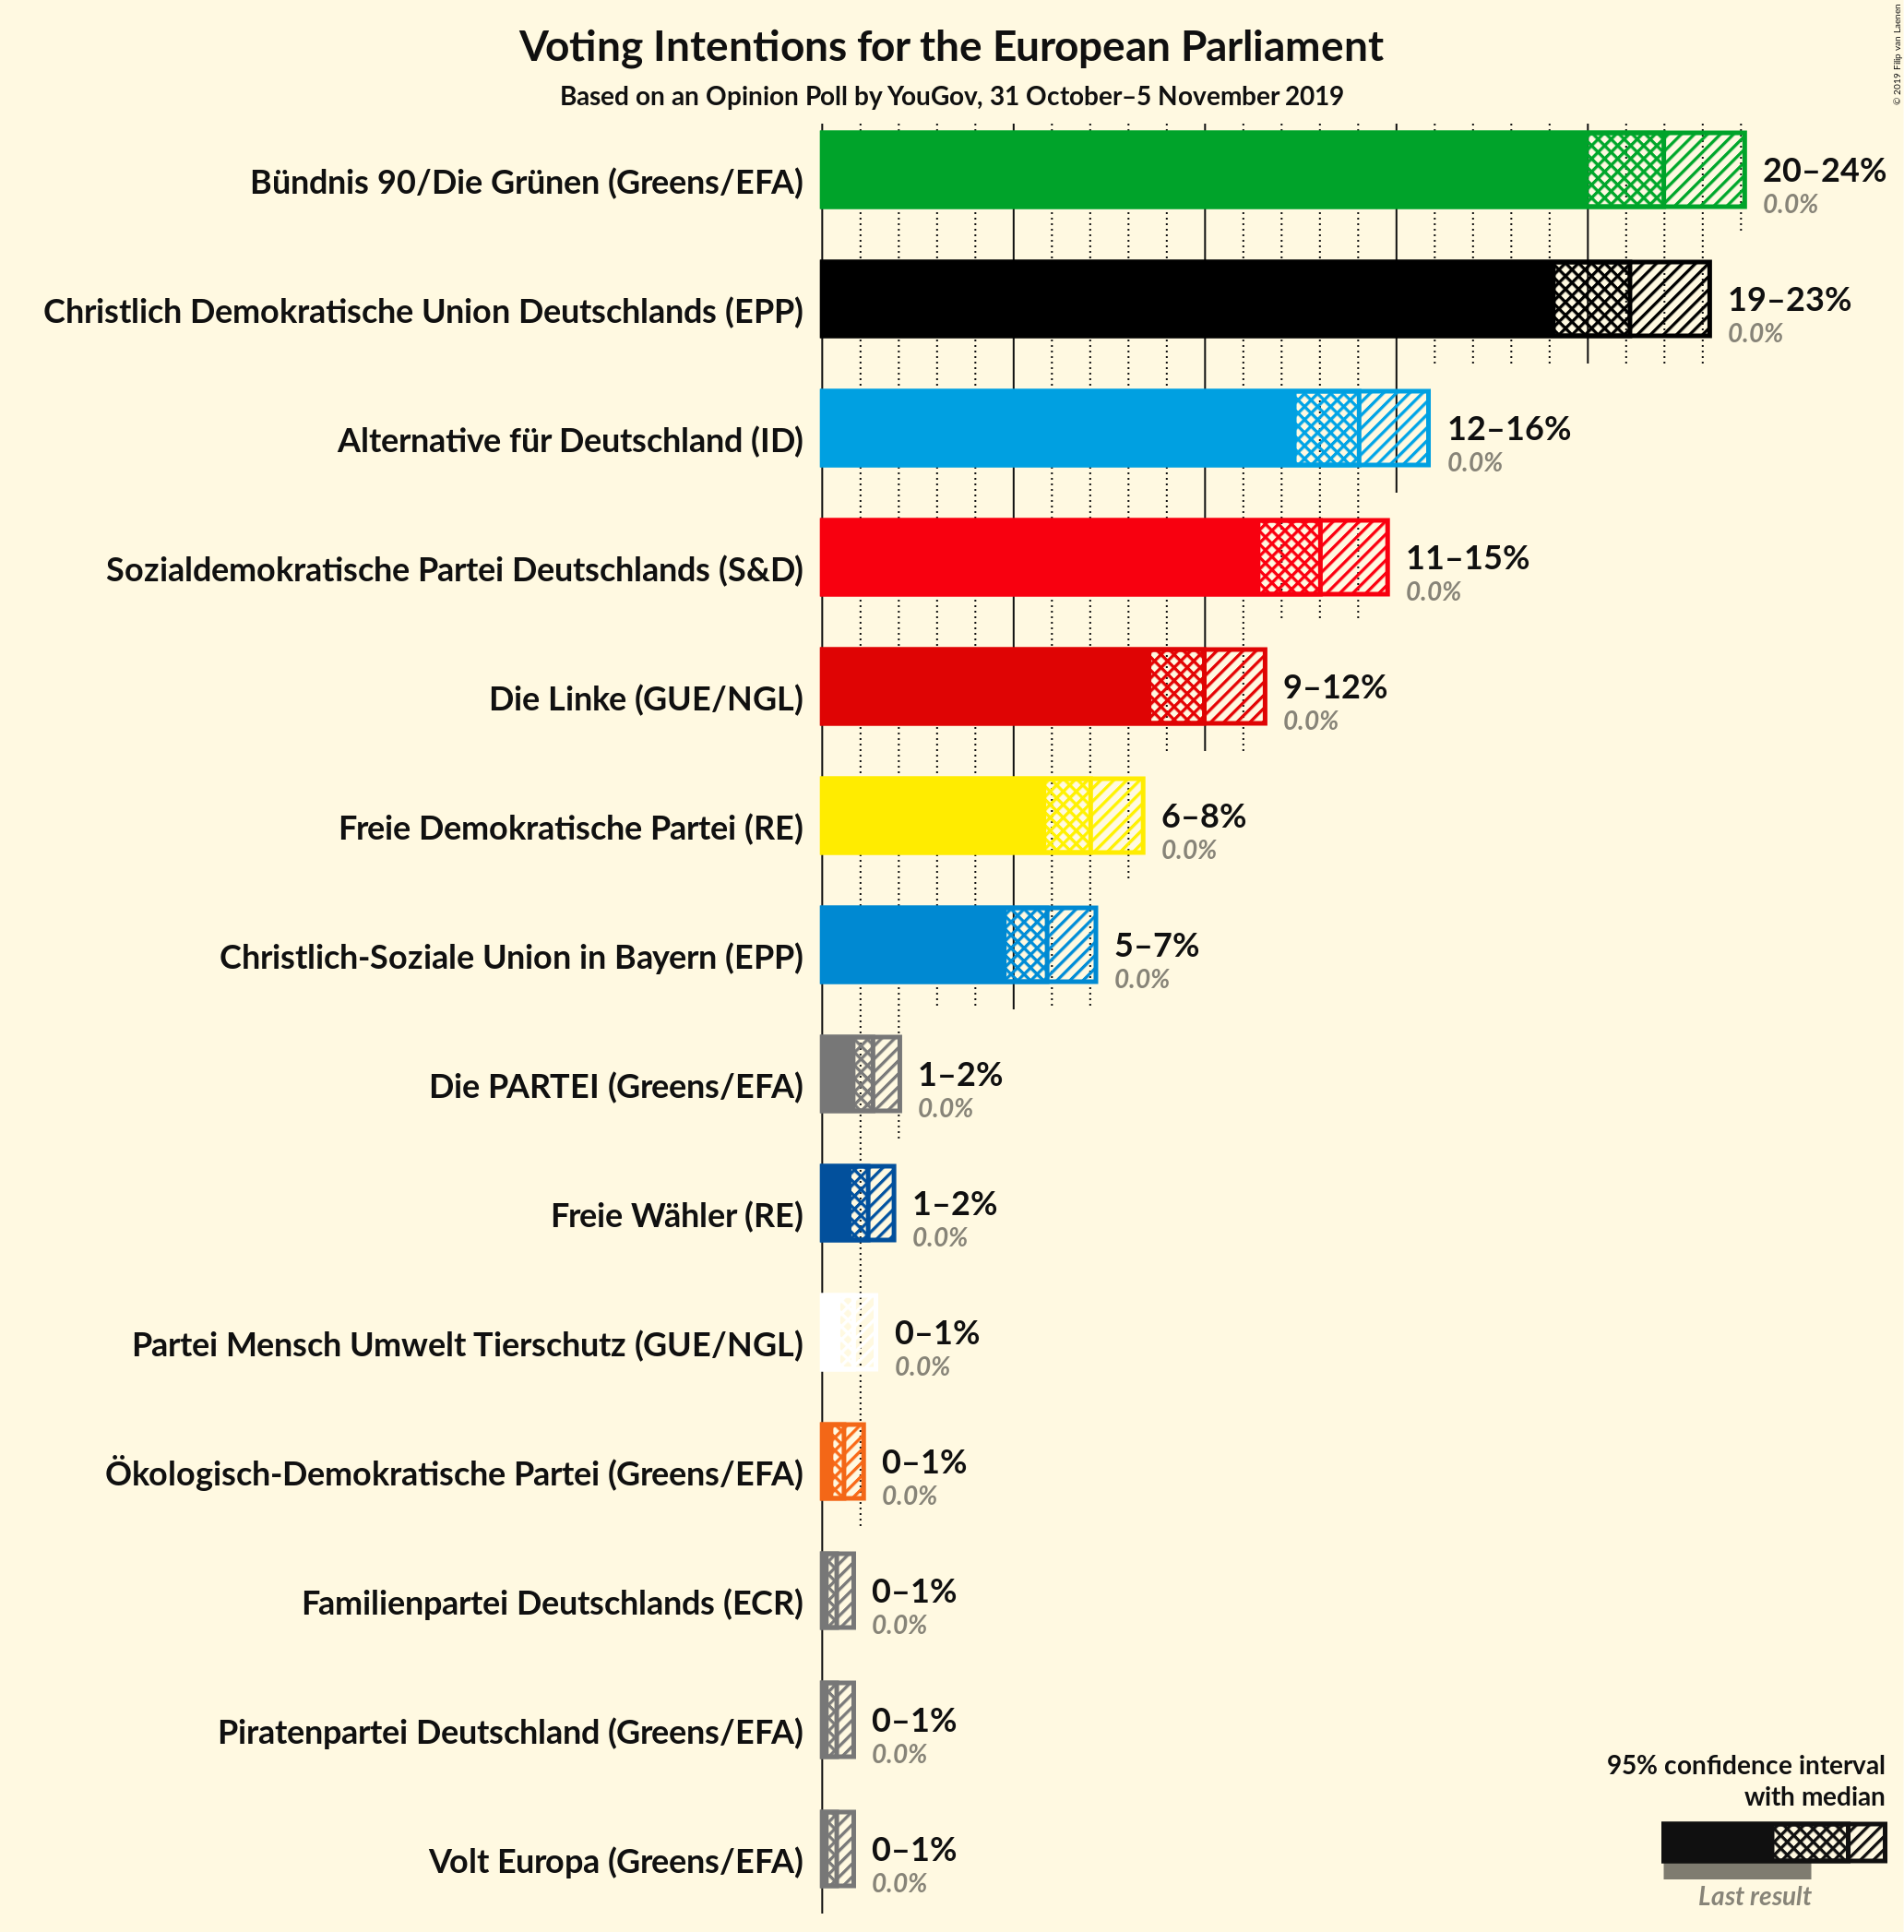 Voting Intentions for the European Parliament
Based on an Opinion Poll by YouGov, 31 October–5 November 2019
© 2019 Filip van Laenen
Bündnis 90/Die Grünen (Greens/EFA)
20–24%
0.0%
Christlich Demokratische Union Deutschlands (EPP)
19–23%
0.0%
Alternative für Deutschland (ID)
12–16%
0.0%
Sozialdemokratische Partei Deutschlands (S&D)
11–15%
0.0%
Die Linke (GUE/NGL)
9–12%
0.0%
Freie Demokratische Partei (RE)
6–8%
0.0%
Christlich-Soziale Union in Bayern (EPP)
5–7%
0.0%
Die PARTEI (Greens/EFA)
1–2%
0.0%
Freie Wähler (RE)
1–2%
0.0%
Partei Mensch Umwelt Tierschutz (GUE/NGL)
0–1%
0.0%
Ökologisch-Demokratische Partei (Greens/EFA)
0–1%
0.0%
Familienpartei Deutschlands (ECR)
0–1%
0.0%
Piratenpartei Deutschland (Greens/EFA)
0–1%
0.0%
Volt Europa (Greens/EFA)
0–1%
0.0%
95% confidence interval
with median
Last result